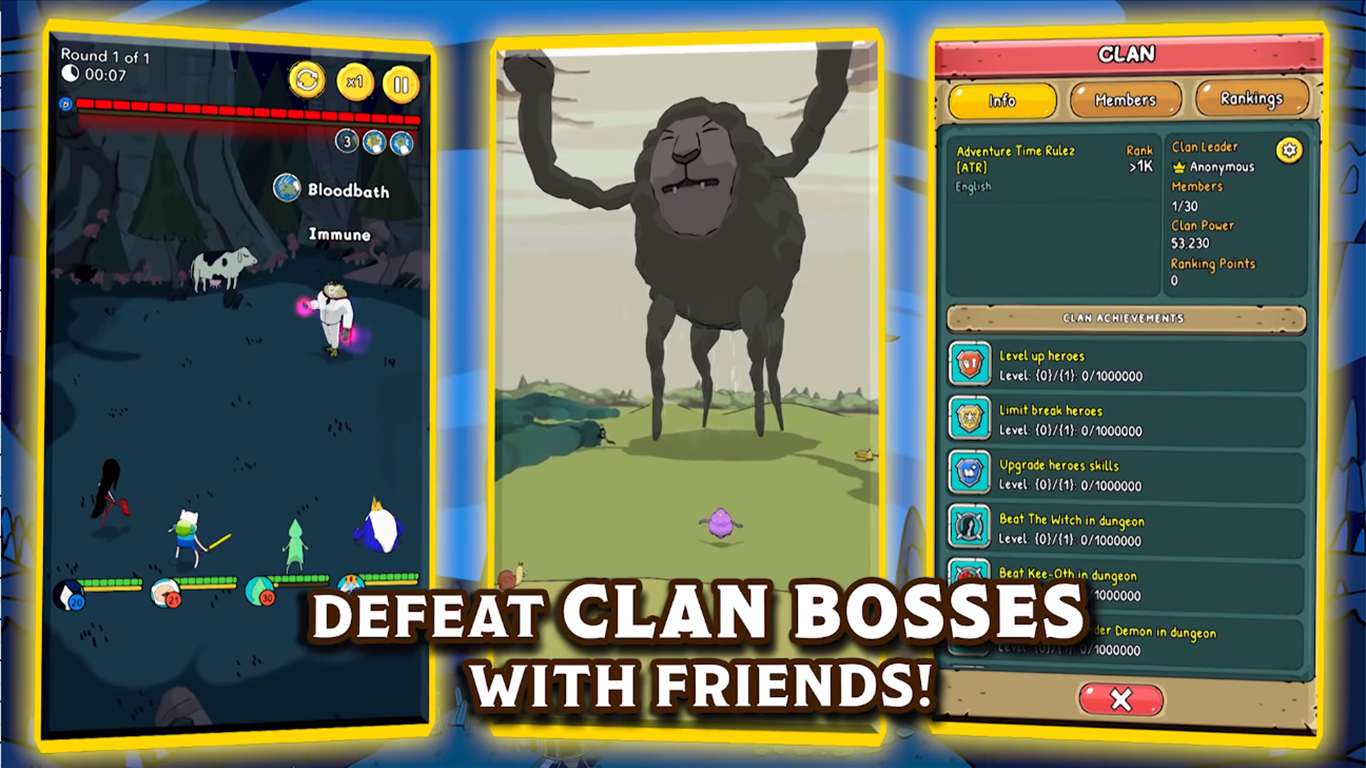 Round 1 of 1
00:07
x1
3
Bloodbath
Immune
20
21
30
CLAN
Info
Members
Rankings
Adventure Time Rulez
[ATR]
English
Rank
>1K
Clan Leader
Anonymous
Members
1/30
Clan Power
53.230
Ranking Points
0
CLAN ACHIEVEMENTS
Level up heroes
Level: {0}/{1}: 0/1000000
Limit break heroes
Level: {0}/{1}: 0/1000000
Upgrade heroes skills
Level: {0}/{1}: 0/1000000
Beat The Witch in dungeon
Level: {0}/{1}: 0/1000000
Beat Kee-Oth in dungeon
/1000000
Demon in dungeon
0/1000000
DEFEAT CLAN BOSSES
WITH FRIENDS!